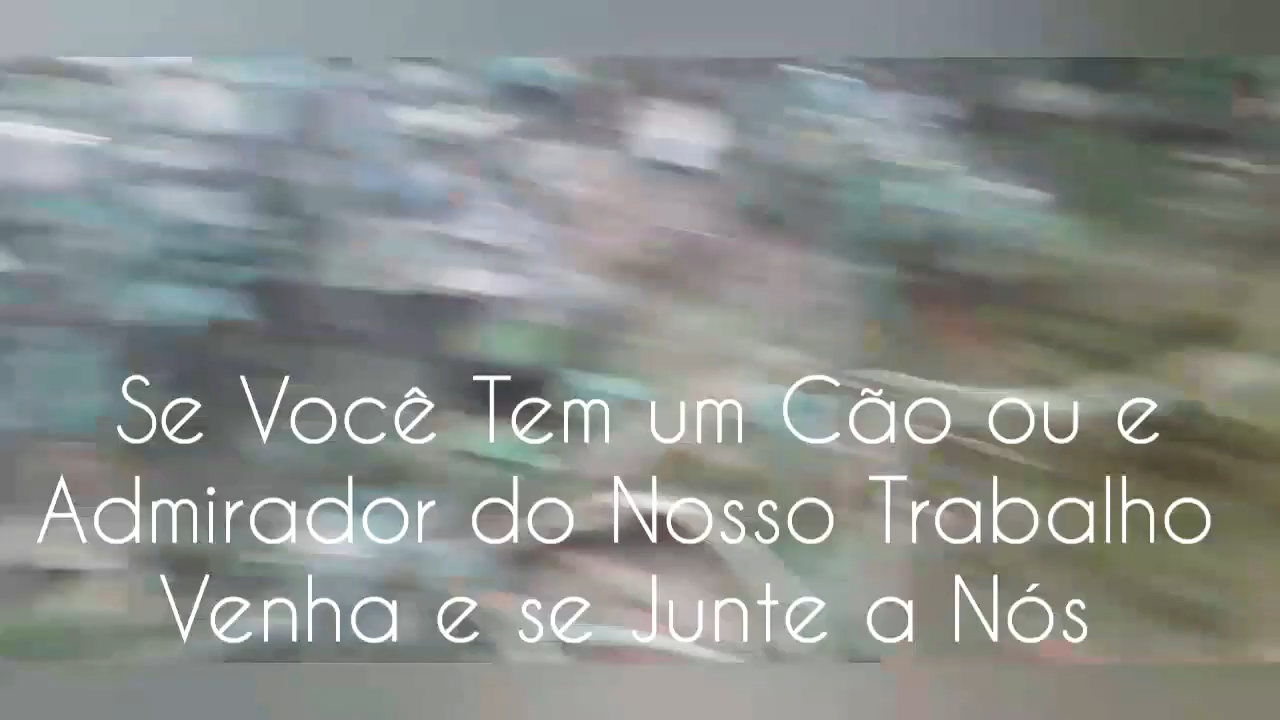 Se Você Tem um Cão ou e
Admirador do Nosso Trabalho
Venha e se Junte a Nós